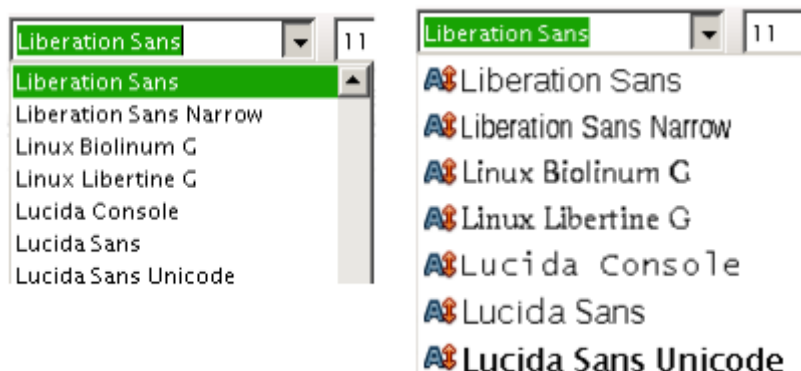 Liberation Sans 11
Liberation Sans
Liberation Sans Narrow
Linux Biolinum G
Linux Libertine G
Lucida Console
Lucida Sans
Lucida Sans Unicode
Liberation Sans 11
Liberation Sans
Liberation Sans Narrow
Linux Biolinum G
Linux Libertine G
Lucida Console
Lucida Sans
Lucida Sans Unicode